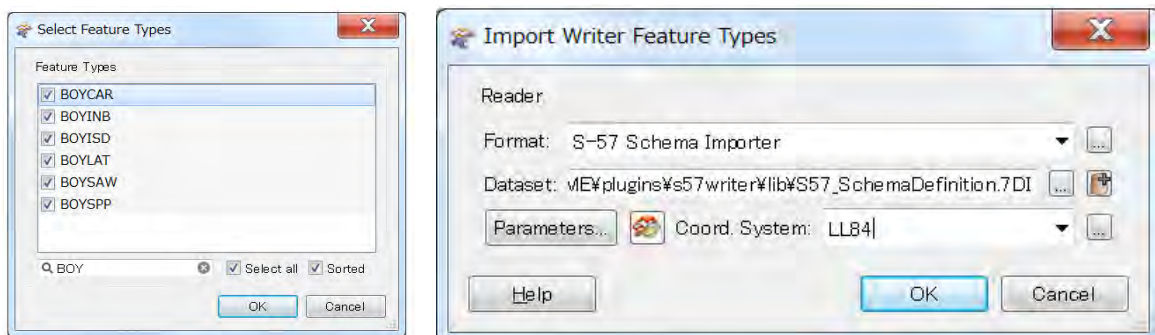 Select Feature Types
Feature Types
BOYCAR
BOYINB
BOYISD
BOYLAT
BOYSAW
BOYSPP
BOY
Select all
Sorted
OK
Cancel
Import Writer Feature Types
Reader
Format: S-57 Schema Importer
Dataset: ME¥plugins¥s57writer¥lib¥S57_SchemaDefinition.7DI
Parameters... Coord. System: LL84
Help
OK
Cancel